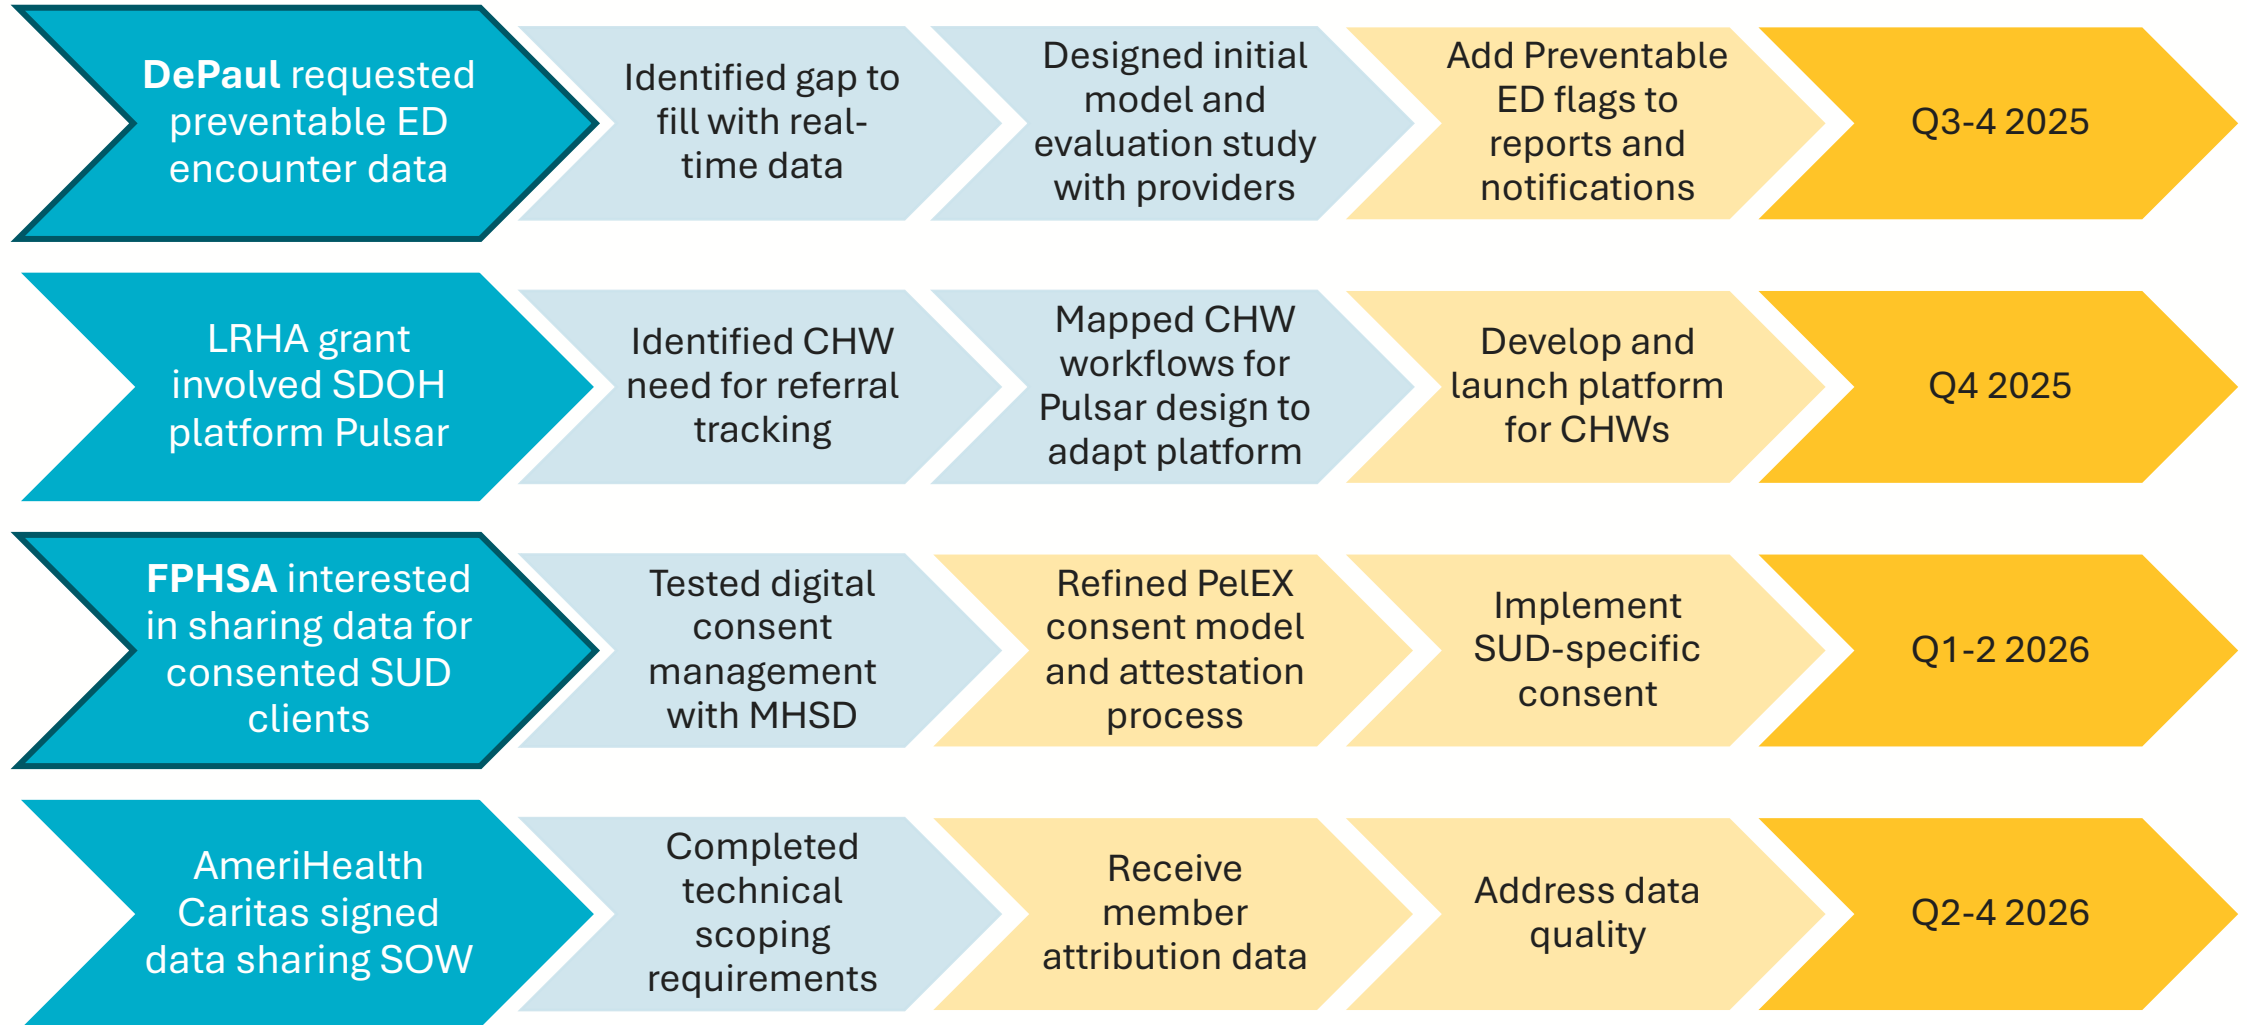 DePaul requested
preventable ED
encounter data
Identified gap to
fill with real-
time data
Designed initial
model and
evaluation study
with providers
Add Preventable
ED flags to
reports and
notifications
Q3-4 2025
LRHA grant
involved SDOH
platform Pulsar
Identified CHW
need for referral
tracking
Mapped CHW
workflows for
Pulsar design to
adapt platform
Develop and
launch platform
for CHWs
Q4 2025
FPHSA interested
in sharing data for
consented SUD
clients
Tested digital
consent
management
with MHSD
Refined PelEX
consent model
and attestation
process
Implement
SUD-specific
consent
Q1-2 2026
AmeriHealth
Caritas signed
data sharing SOW
Completed
technical
scoping
requirements
Receive
member
attribution data
Address data
quality
Q2-4 2026